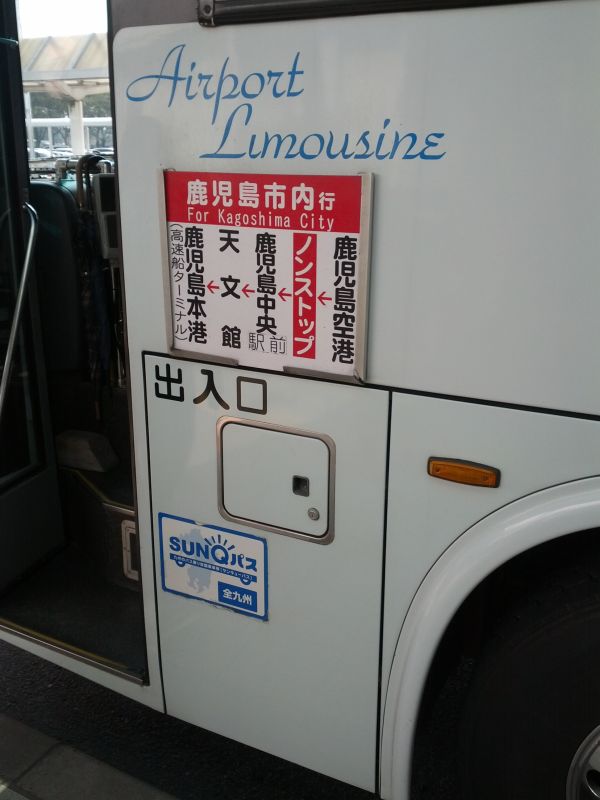 Airport
Limousine
鹿児島市内行
For Kagoshima City
鹿児島空港
←
ノンストップ
←
鹿児島中央駅前
←
天文館
←
鹿児島本港
(高速船ターミナル)
出入口
SUNQパス
全九州